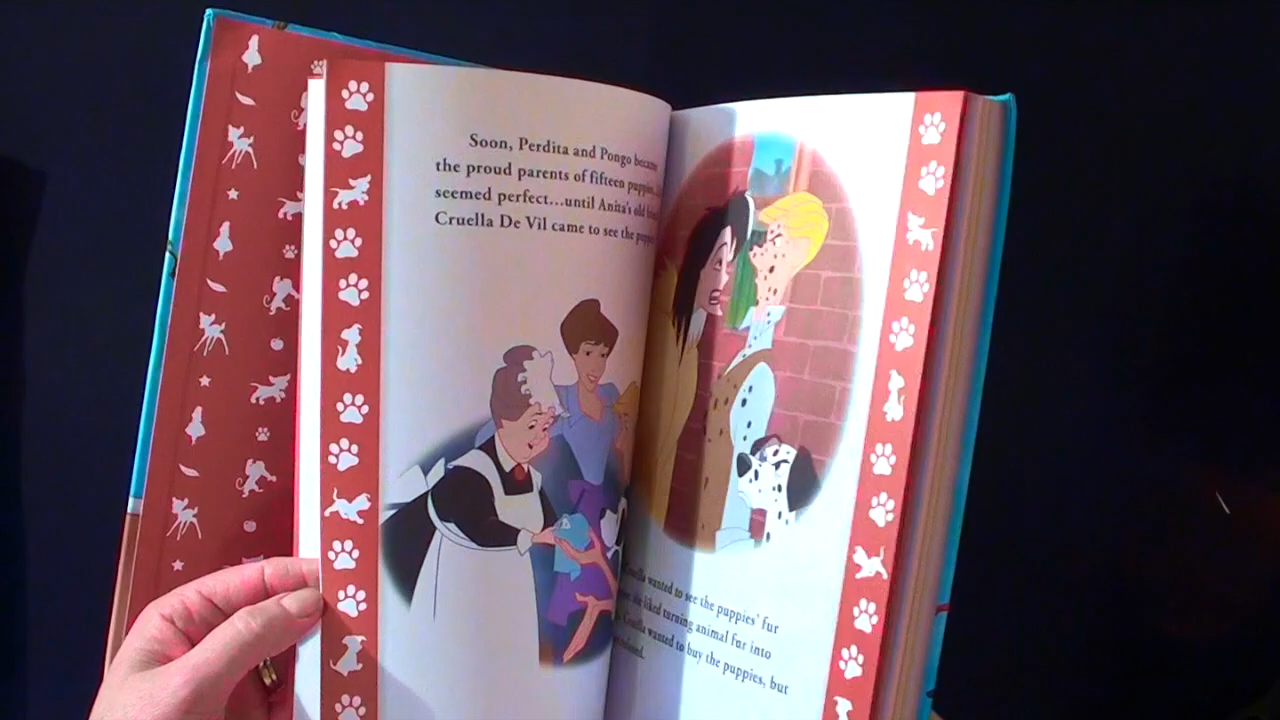 Soon, Perdita and Pongo became
the proud parents of fifteen
seemed perfect...until Anita's old
Cruella De Vil came to see the
Cruella wanted to see the puppies' fur
she liked turning animal fur into
Cruella wanted to buy the puppies, but